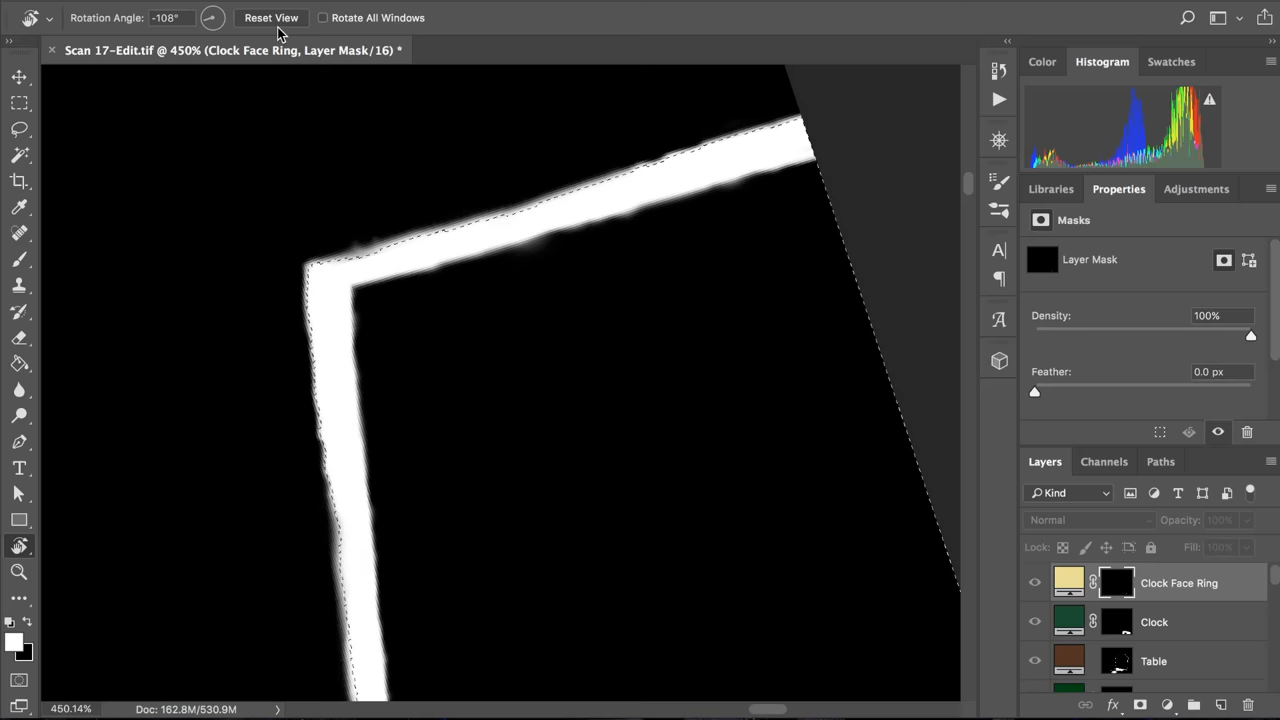 Rotation Angle: -108° Reset View Rotate All Windows
× Scan 17-Edit.tif @ 450% (Clock Face Ring, Layer Mask/16) *
Color Histogram Swatches
Libraries Properties Adjustments
Masks
Layer Mask
Density: 100%
Feather: 0.0 px
Layers Channels Paths
Kind
Normal Opacity: 100%
Lock: Fill: 100%
Clock Face Ring
Clock
Table
450.14% Doc: 162.8M/530.9M